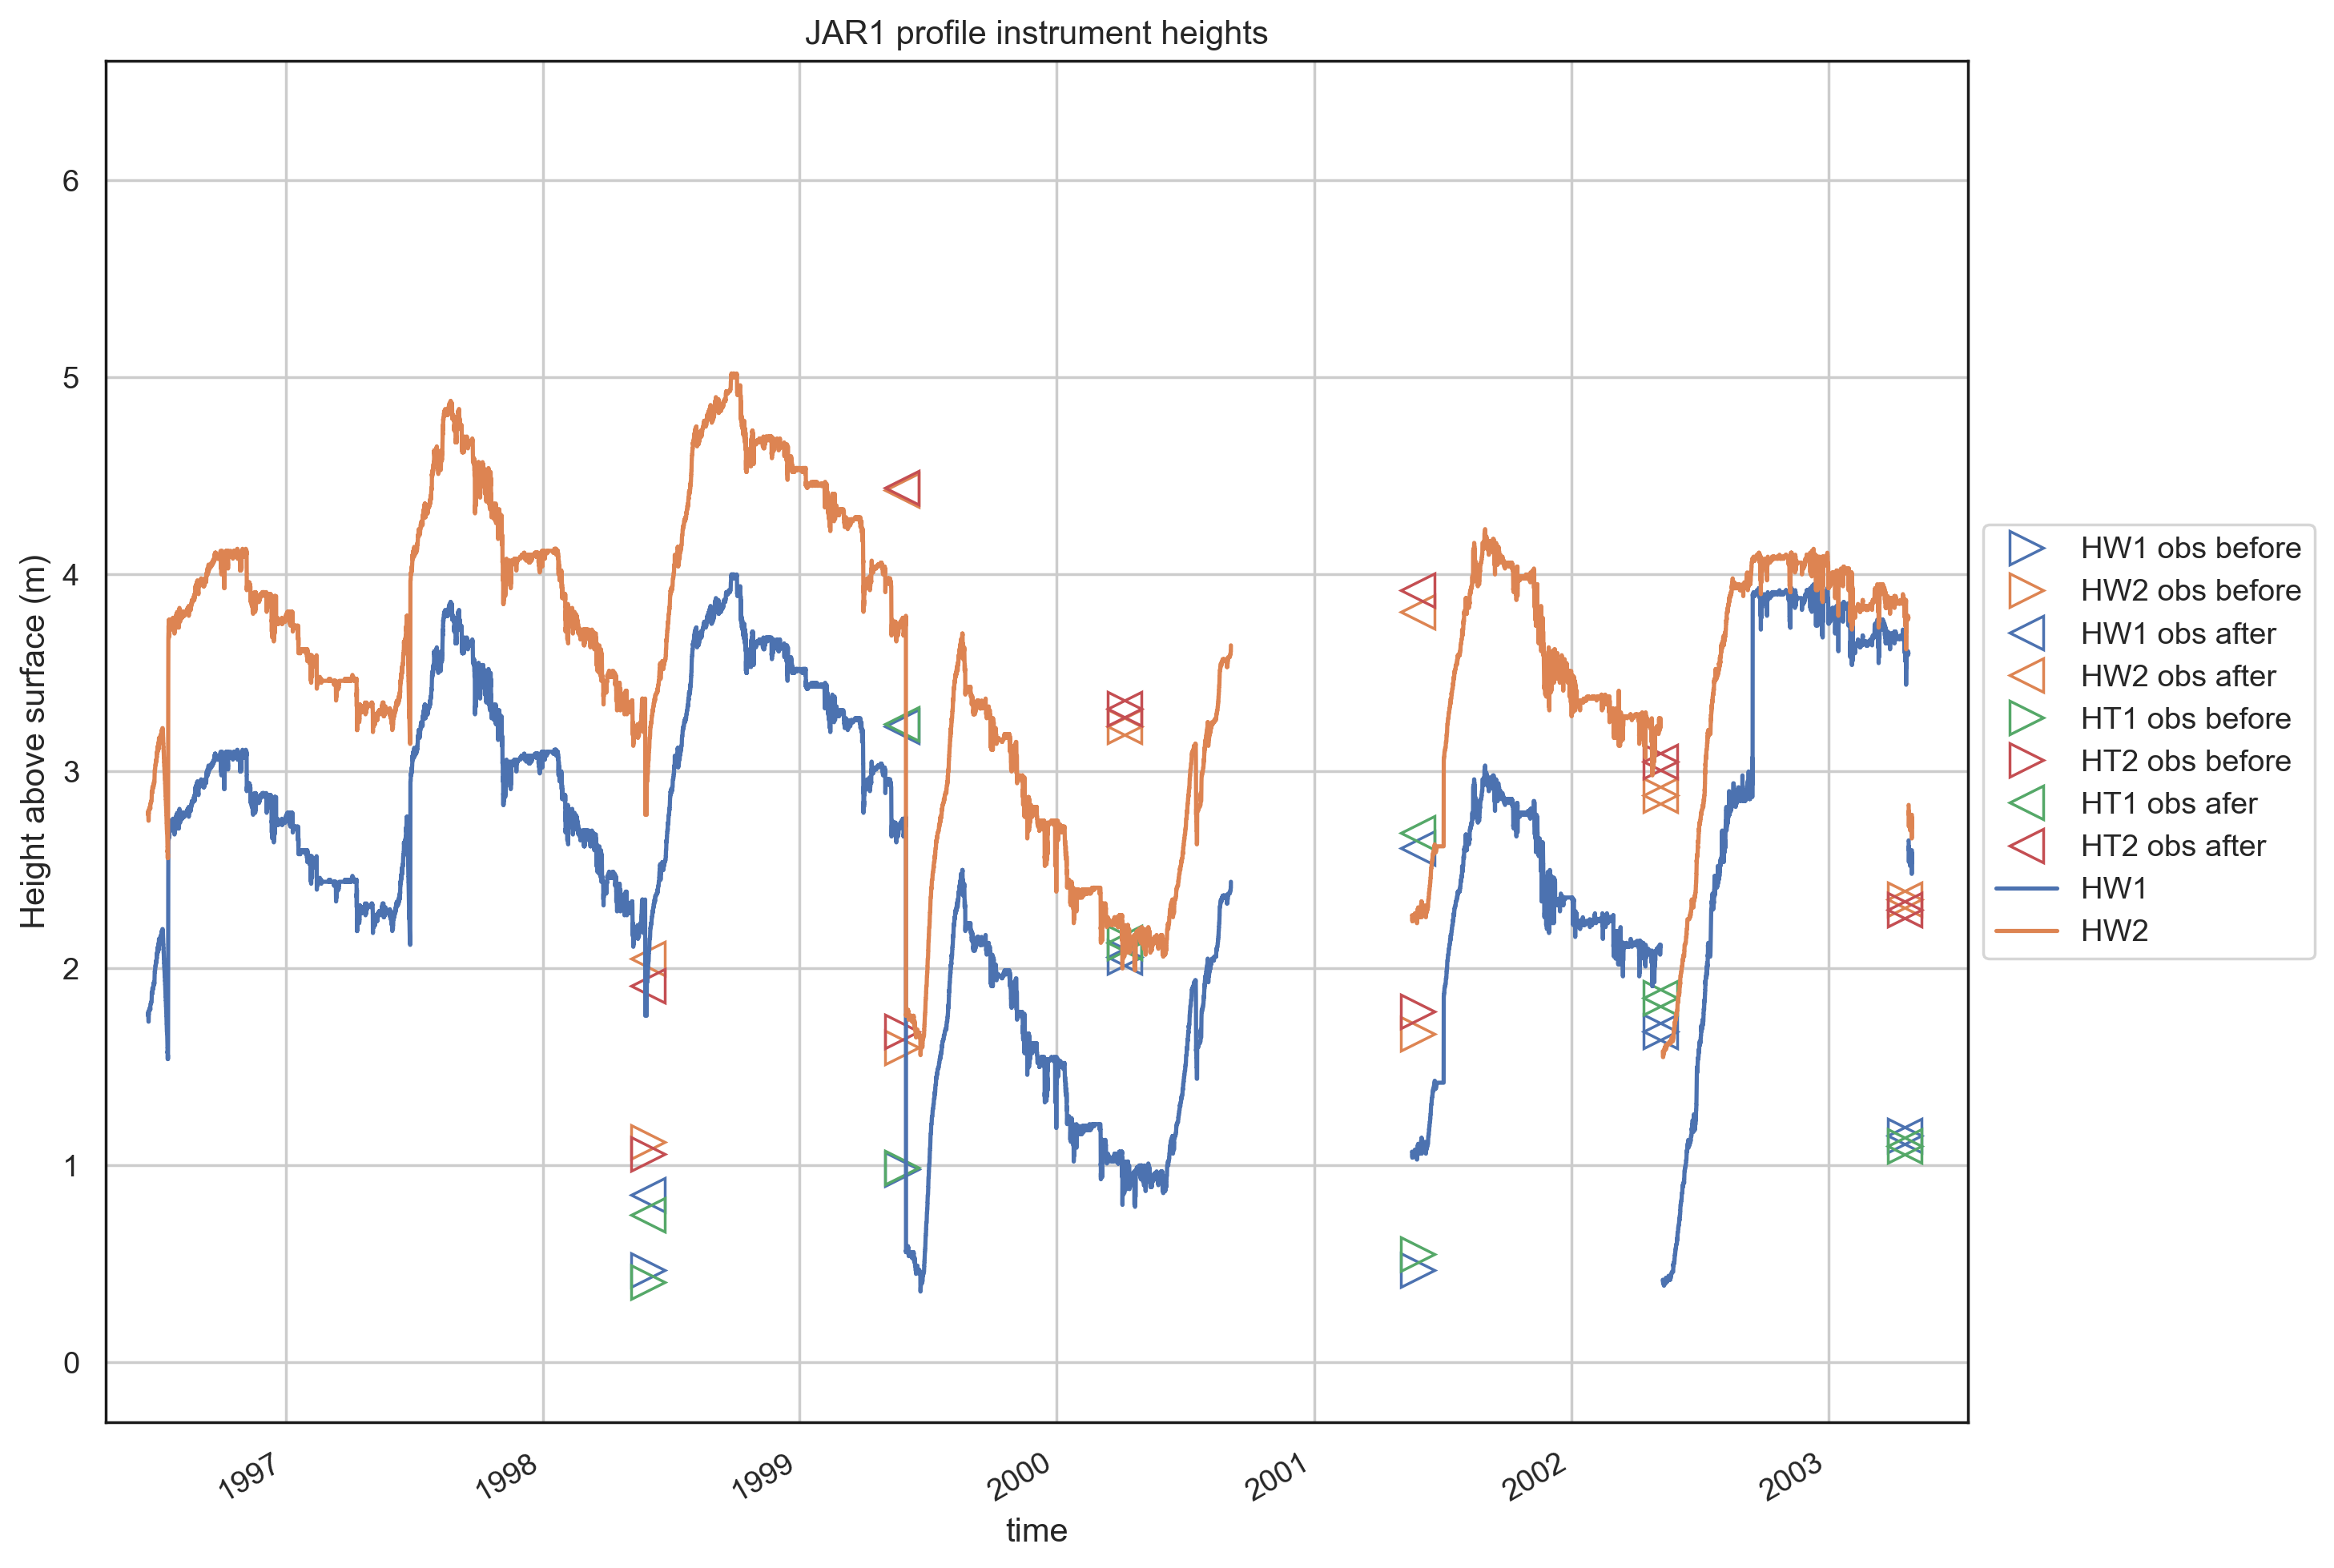 JAR1 profile instrument heights
Height above surface (m)
6
5
4
3
2
1
0
1997
1998
1999
2000
2001
2002
2003
time
HW1 obs before
HW2 obs before
HW1 obs after
HW2 obs after
HT1 obs before
HT2 obs before
HT1 obs afer
HT2 obs after
HW1
HW2